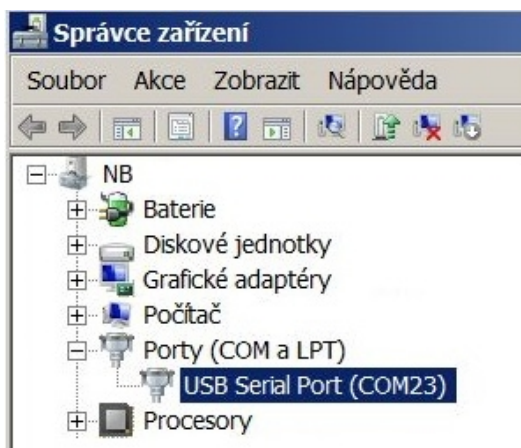 Správce zařízení
Soubor Akce Zobrazit Nápověda
NB
Baterie
Diskové jednotky
Grafické adaptéry
Počítač
Porty (COM a LPT)
USB Serial Port (COM23)
Procesory